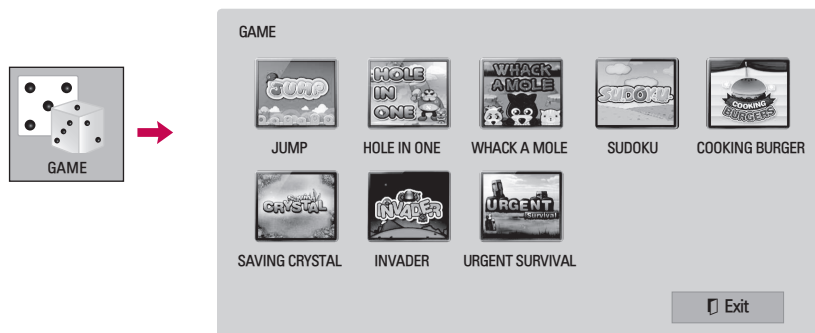 GAME
GAME
JUMP
HOLE
IN
ONE
WHACK
A MOLE
SUDOKU
COOKING
BURGERS
JUMP
HOLE IN ONE
WHACK A MOLE
SUDOKU
COOKING BURGER
CRYSTAL
INVADER
URGENT
Survival
SAVING CRYSTAL
INVADER
URGENT SURVIVAL
Exit